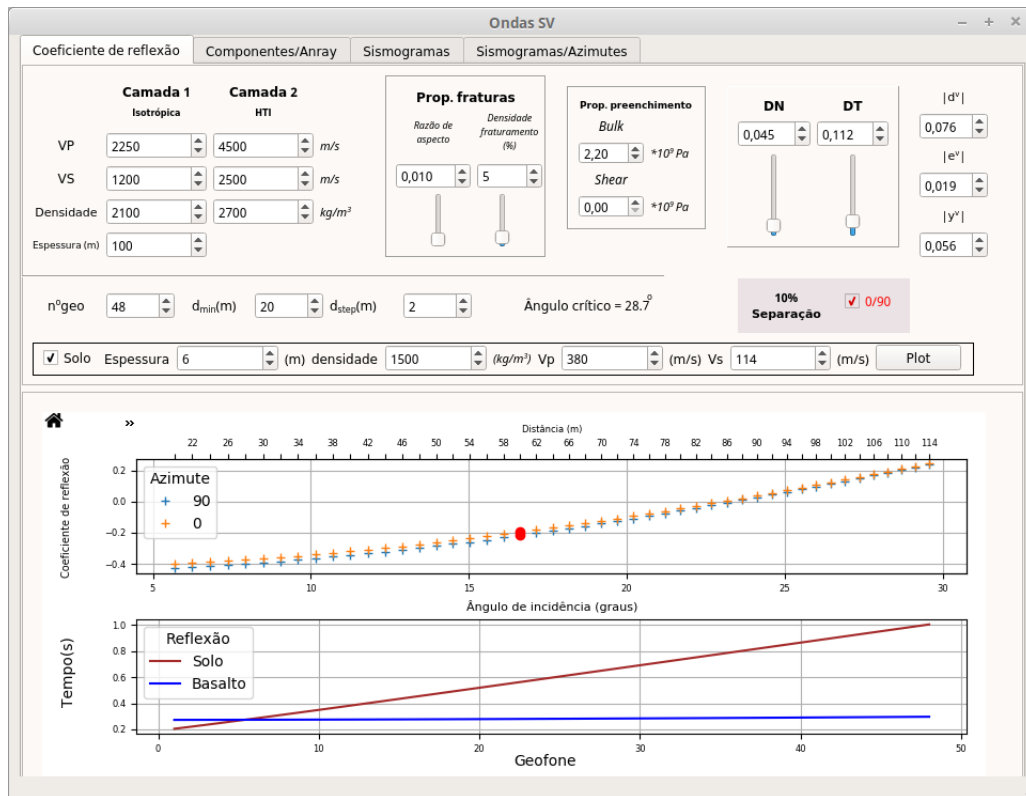 Ondas SV
Coeficiente de reflexão Componentes/Anray Sismogramas Sismogramas/Azimutes
Camada 1 Camada 2
Isotrópica HTI
VP 2250 4500 m/s
VS 1200 2500 m/s
Densidade 2100 2700 kg/m³
Espessura (m) 100
Prop. fraturas
Razão de aspecto
Densidade fraturamento (%)
0,010 5
Prop. preenchimento
Bulk
2,20 *10⁹ Pa
Shear
0,00 *10⁹ Pa
DN DT
0,045 0,112
|dᵛ|
0,076
|eᵛ|
0,019
|yᵛ|
0,056
nºgeo 48 dmin(m) 20 dstep(m) 2 Ângulo crítico = 28.7⁰
10%
Separação
0/90
Solo Espessura 6 (m) densidade 1500 (kg/m³) Vp 380 (m/s) Vs 114 (m/s) Plot
»
Distância (m)
22 26 30 34 38 42 46 50 54 58 62 66 70 74 78 82 86 90 94 98 102 106 110 114
Coeficiente de reflexão
0.2
0.0
−0.2
−0.4
Azimute
90
0
5 10 15 20 25 30
Ângulo de incidência (graus)
Tempo(s)
1.0
0.8
0.6
0.4
0.2
Reflexão
Solo
Basalto
0 10 20 30 40 50
Geofone